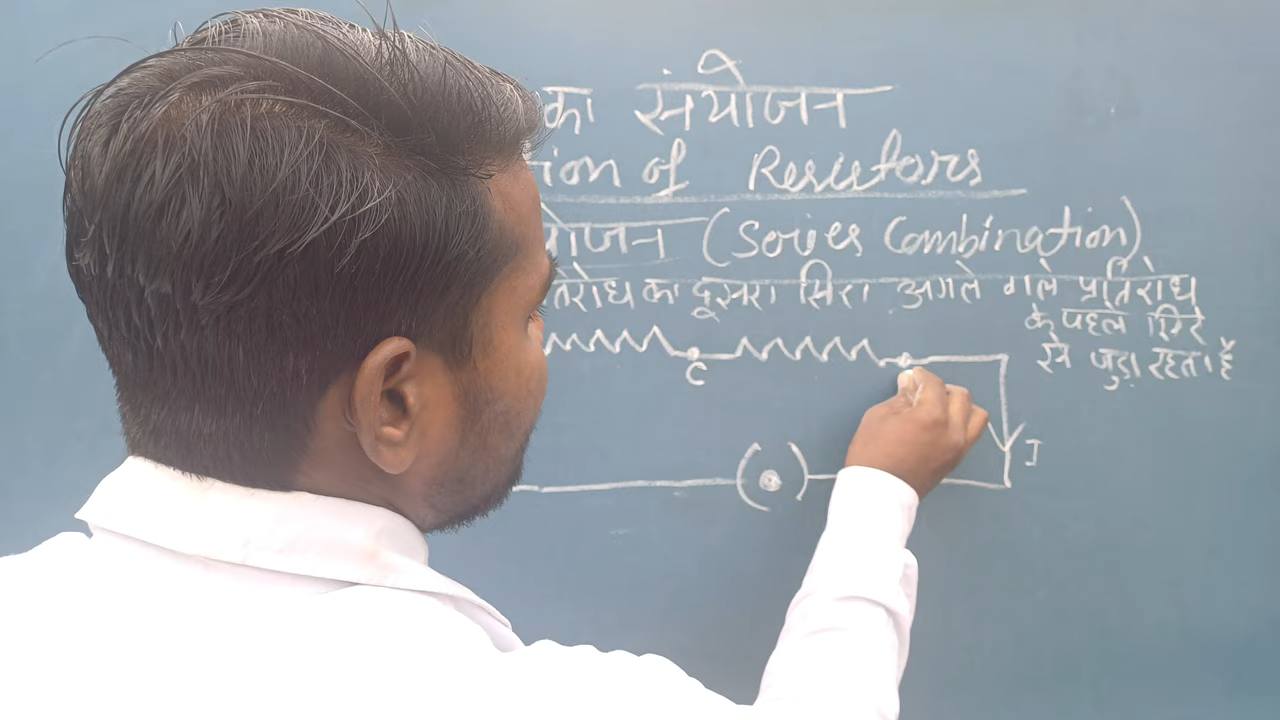 का संयोजन
tion of Resistors
योजन (Series Combination)
तिरोध का दूसरा सिरा अगले वाले प्रतिरोध
के पहले सिरे
से जुड़ा रहता है
C
I